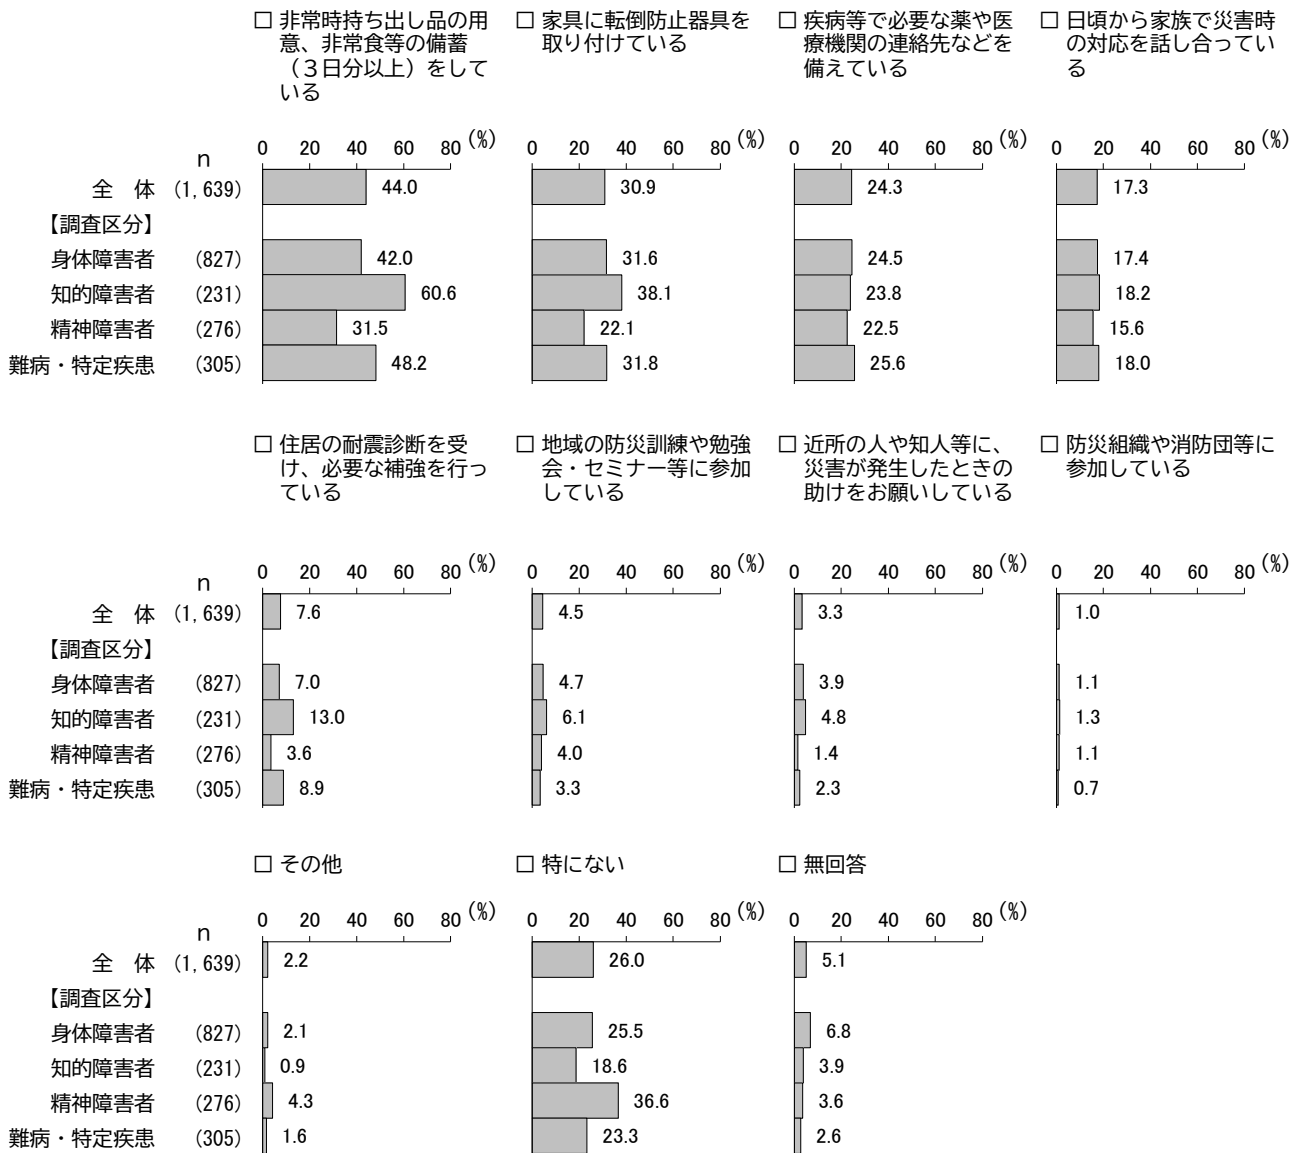 □ 非常時持ち出し品の用
意、非常食等の備蓄
（３日分以上）をして
いる
□ 家具に転倒防止器具を
取り付けている
□ 疾病等で必要な薬や医
療機関の連絡先などを
備えている
□ 日頃から家族で災害時
の対応を話し合ってい
る
n
0 20 40 60 80 (%)
0 20 40 60 80 (%)
0 20 40 60 80 (%)
0 20 40 60 80 (%)
全 体 (1,639) 44.0 30.9 24.3 17.3
【調査区分】
身体障害者 (827) 42.0 31.6 24.5 17.4
知的障害者 (231) 60.6 38.1 23.8 18.2
精神障害者 (276) 31.5 22.1 22.5 15.6
難病・特定疾患 (305) 48.2 31.8 25.6 18.0
□ 住居の耐震診断を受
け、必要な補強を行っ
ている
□ 地域の防災訓練や勉強
会・セミナー等に参加
している
□ 近所の人や知人等に、
災害が発生したときの
助けをお願いしている
□ 防災組織や消防団等に
参加している
n
0 20 40 60 80 (%)
0 20 40 60 80 (%)
0 20 40 60 80 (%)
0 20 40 60 80 (%)
全 体 (1,639) 7.6 4.5 3.3 1.0
【調査区分】
身体障害者 (827) 7.0 4.7 3.9 1.1
知的障害者 (231) 13.0 6.1 4.8 1.3
精神障害者 (276) 3.6 4.0 1.4 1.1
難病・特定疾患 (305) 8.9 3.3 2.3 0.7
□ その他
□ 特にない
□ 無回答
n
0 20 40 60 80 (%)
0 20 40 60 80 (%)
0 20 40 60 80 (%)
全 体 (1,639) 2.2 26.0 5.1
【調査区分】
身体障害者 (827) 2.1 25.5 6.8
知的障害者 (231) 0.9 18.6 3.9
精神障害者 (276) 4.3 36.6 3.6
難病・特定疾患 (305) 1.6 23.3 2.6